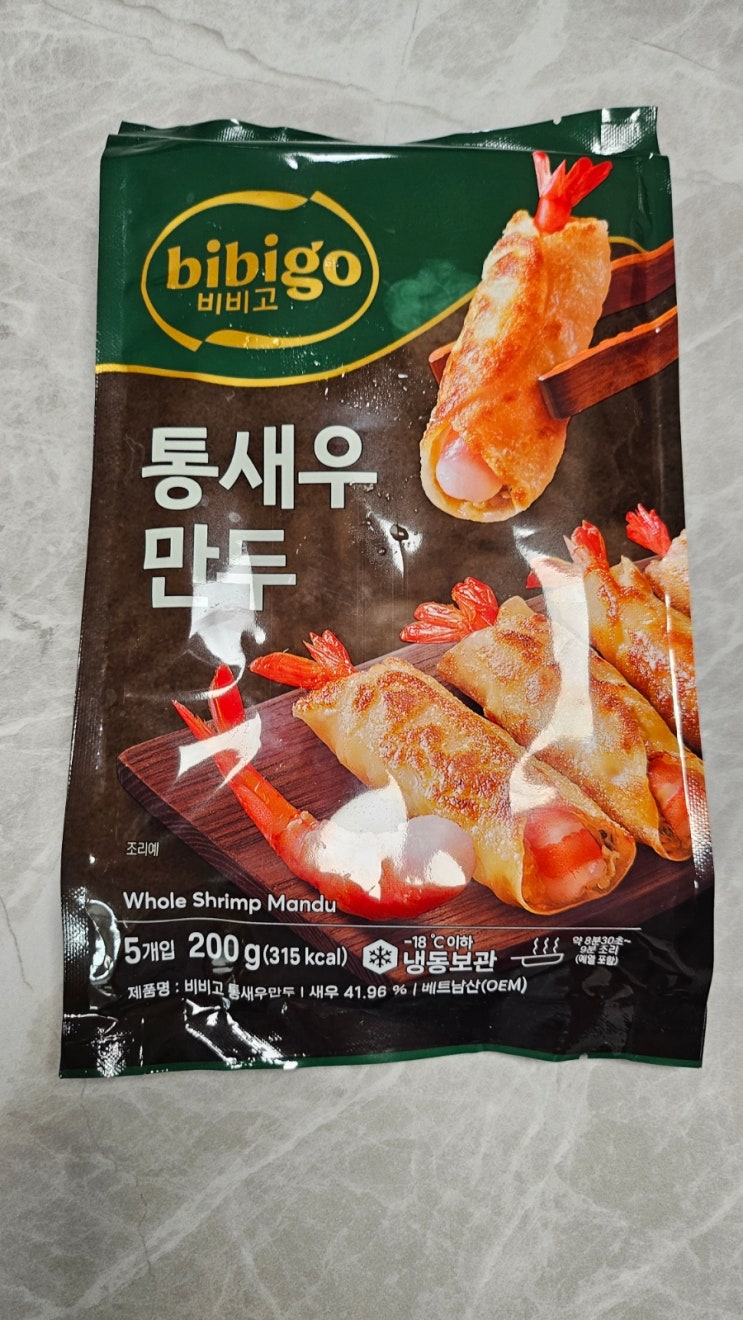 bibigo
비비고
통새우
만두
조리예
Whole Shrimp Mandu
5개입 200 g (315 kcal)
-18 ℃ 이하
냉동보관
약 8분30초~
9분 조리
(예열 포함)
제품명 : 비비고 통새우만두 | 새우 41.96 % | 베트남산(OEM)